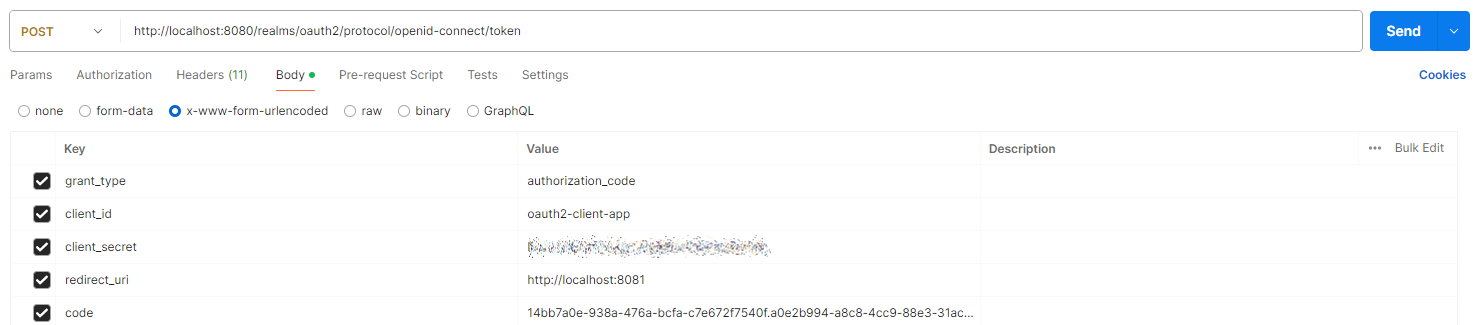 POST http://localhost:8080/realms/oauth2/protocol/openid-connect/token Send
Params Authorization Headers (11) Body Pre-request Script Tests Settings Cookies
none form-data x-www-form-urlencoded raw binary GraphQL
Key Value Description ••• Bulk Edit
grant_type authorization_code
client_id oauth2-client-app
client_secret
redirect_uri http://localhost:8081
code 14bb7a0e-938a-476a-bcfa-c7e672f7540f.a0e2b994-a8c8-4cc9-88e3-31ac...